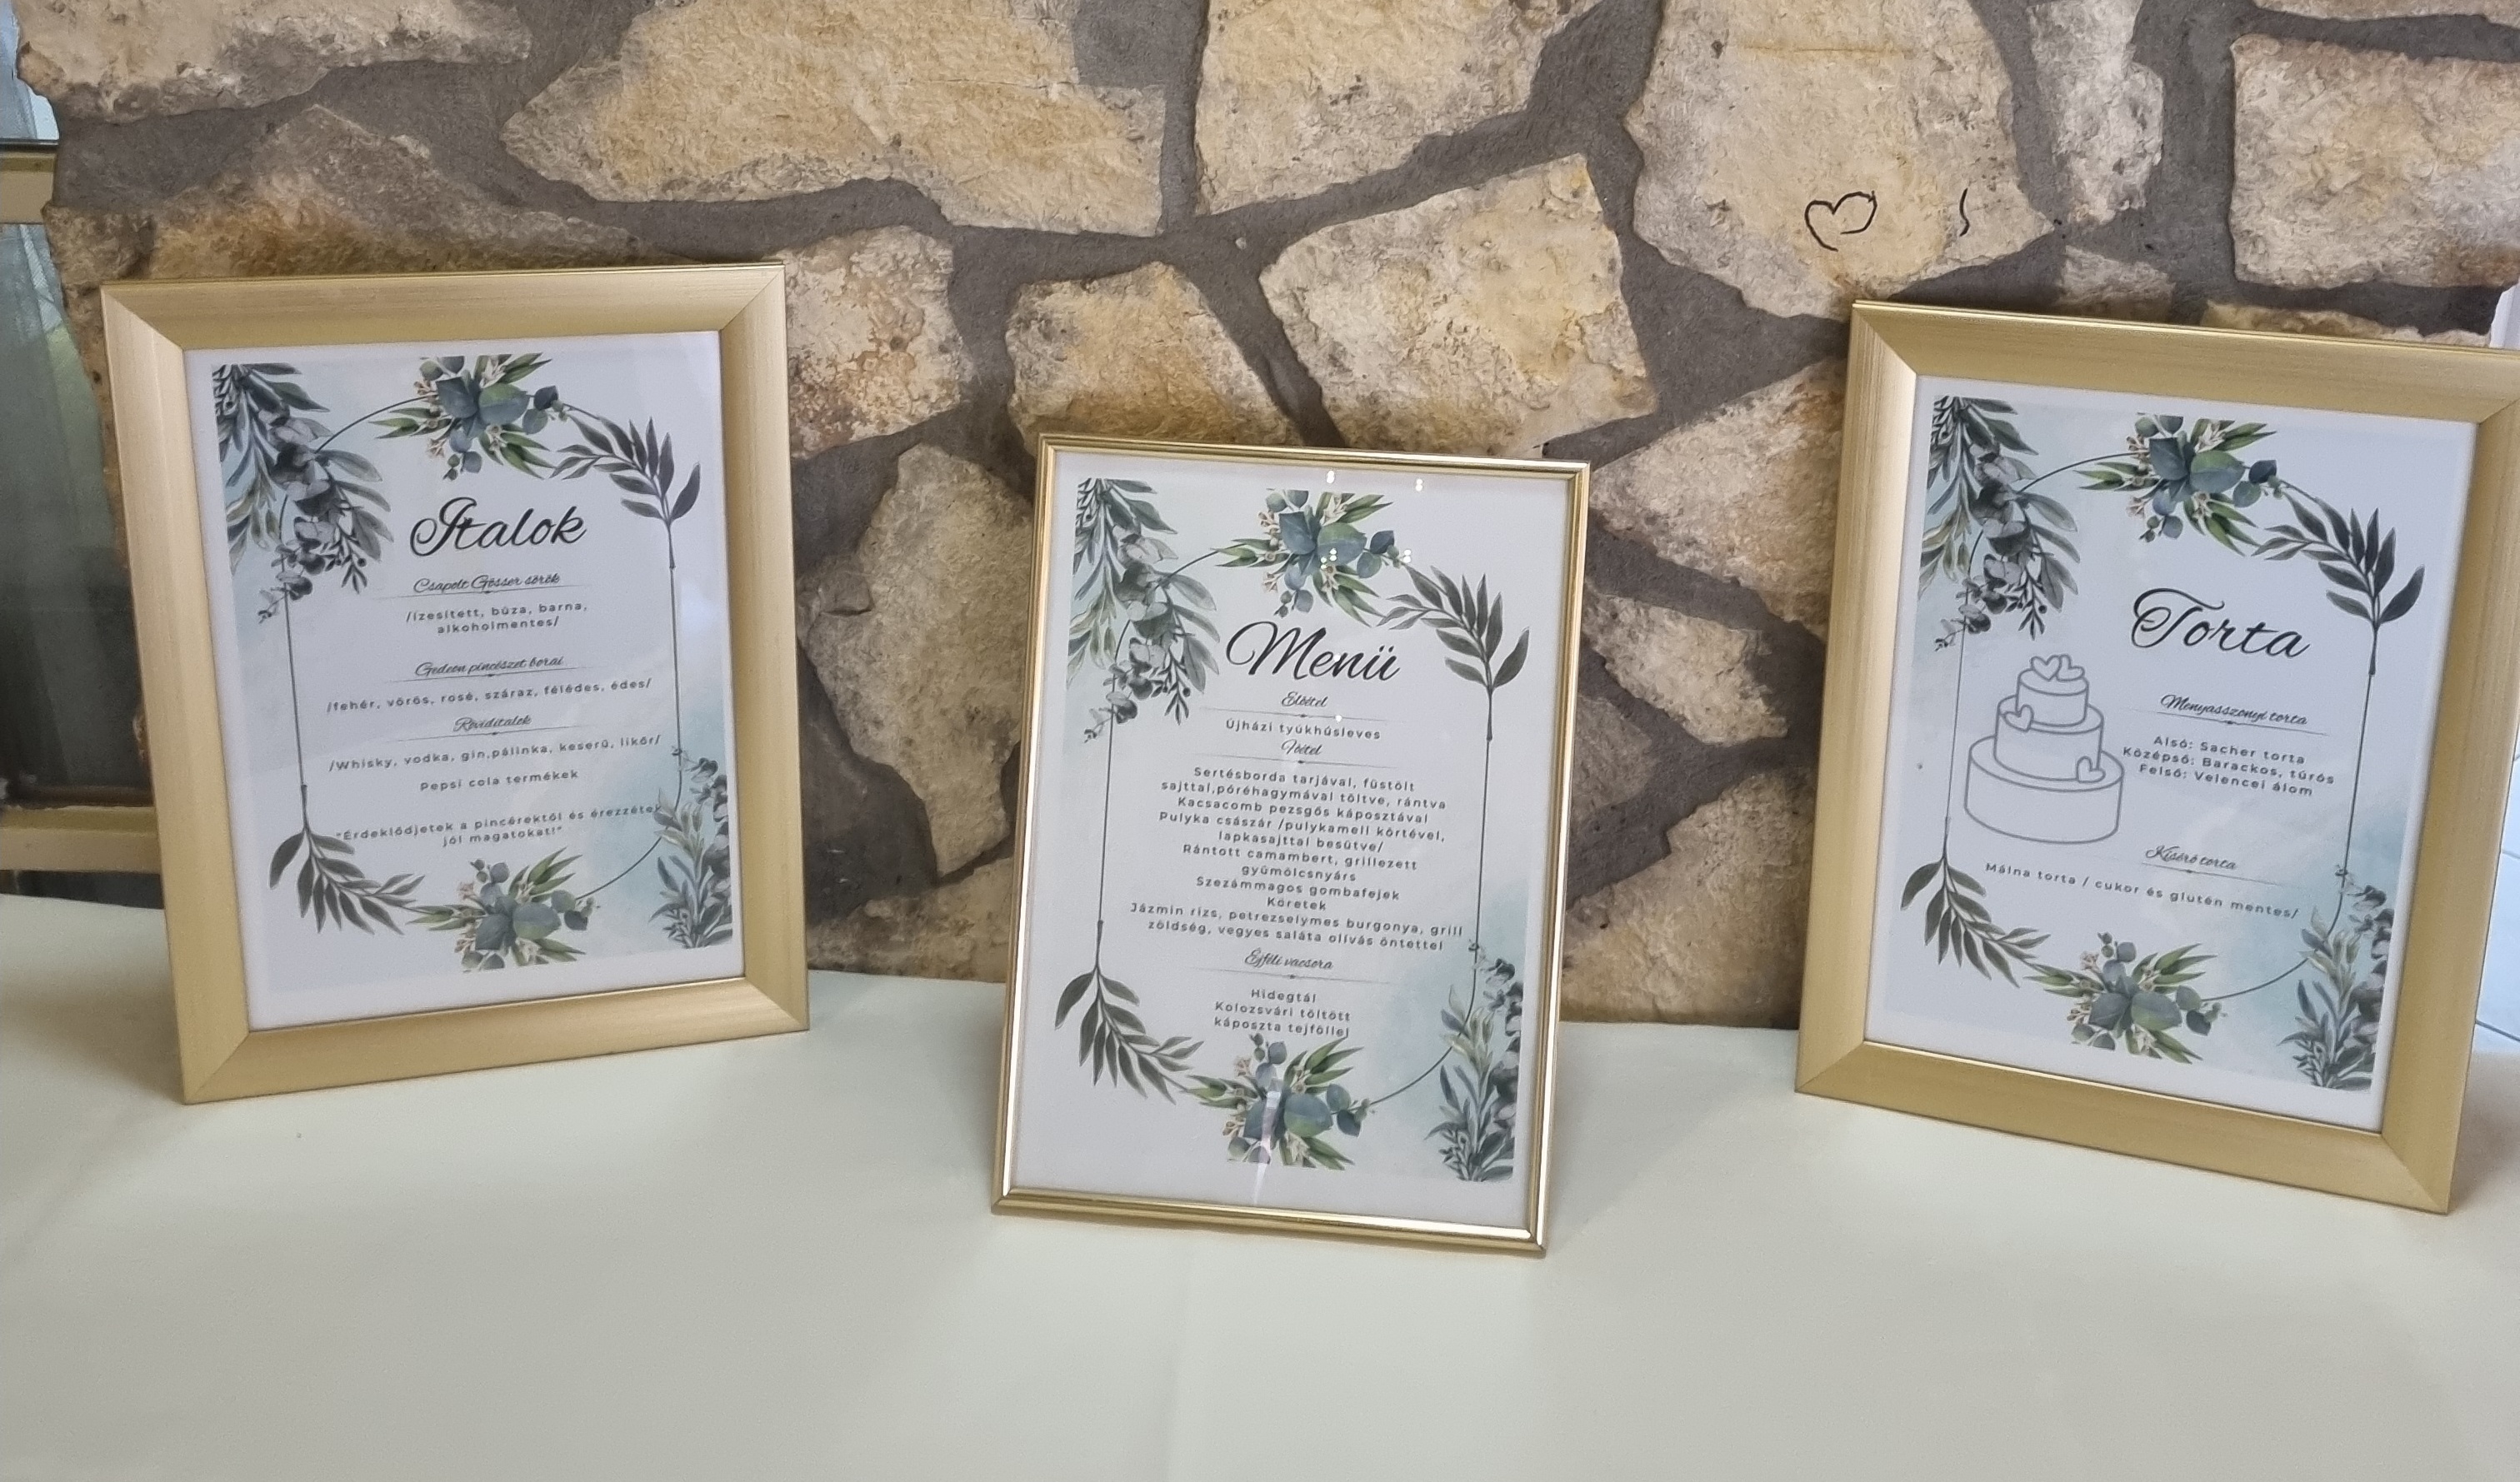 Italok
Csapolt Gösser sörök
/ízesített, búza, barna,
alkoholmentes/
Gedeon pincészet borai
/fehér, vörös, rosé, száraz, félédes, édes/
Röviditalok
/Whisky, vodka, gin,pálinka, keserű, likőr/
Pepsi cola termékek
"Érdeklődjetek a pincérektől és érezzétek
jól magatokat!"
Menü
Előétel
Újházi tyúkhúsleves
Főétel
Sertésborda tarjával, füstölt
sajttal,póréhagymával töltve, rántva
Kacsacomb pezsgős káposztával
Pulyka császár /pulykamell körtével,
lapkasajttal besütve/
Rántott camambert, grillezett
gyümölcsnyárs
Szezámmagos gombafejek
Köretek
Jázmin rizs, petrezselymes burgonya, grill
zöldség, vegyes saláta olívás öntettel
Éjféli vacsora
Hidegtál
Kolozsvári töltött
káposzta tejföllel
Torta
Menyasszonyi torta
Alsó: Sacher torta
Középső: Barackos, túrós
Felső: Velencei álom
Kísérő torta
Málna torta / cukor és glutén mentes/